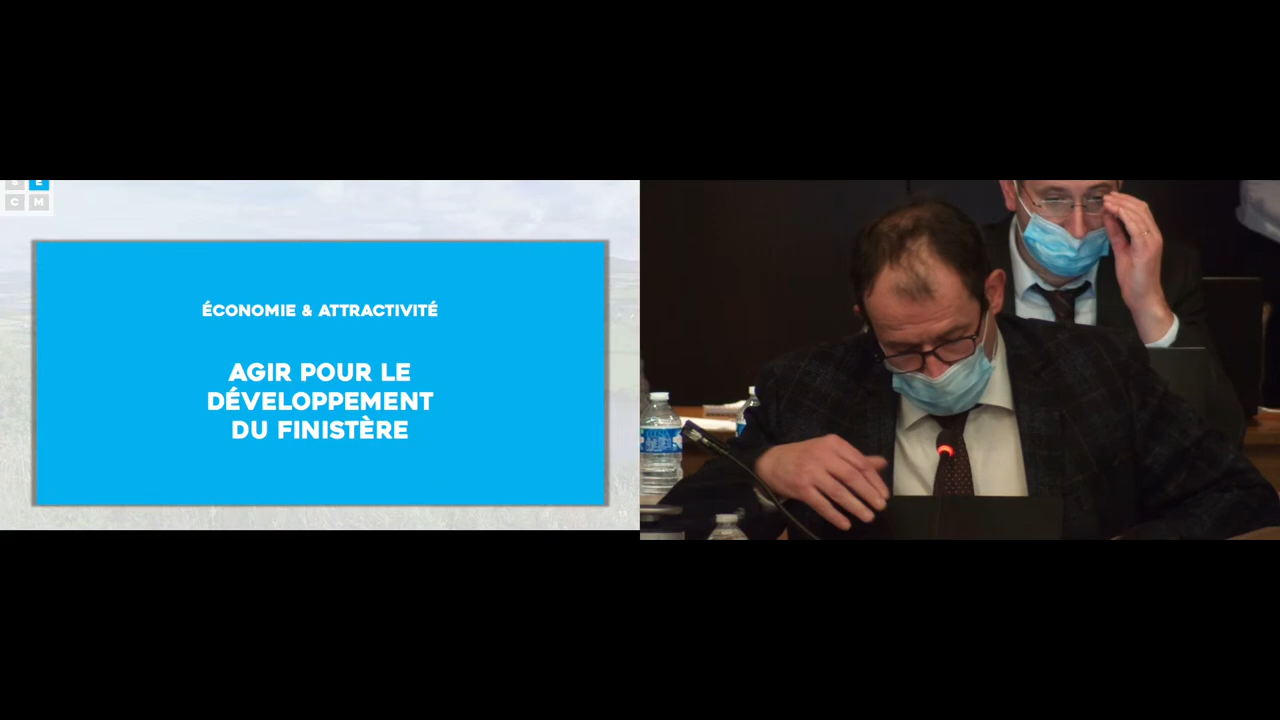 E
C M
ÉCONOMIE & ATTRACTIVITÉ
AGIR POUR LE
DÉVELOPPEMENT
DU FINISTÈRE